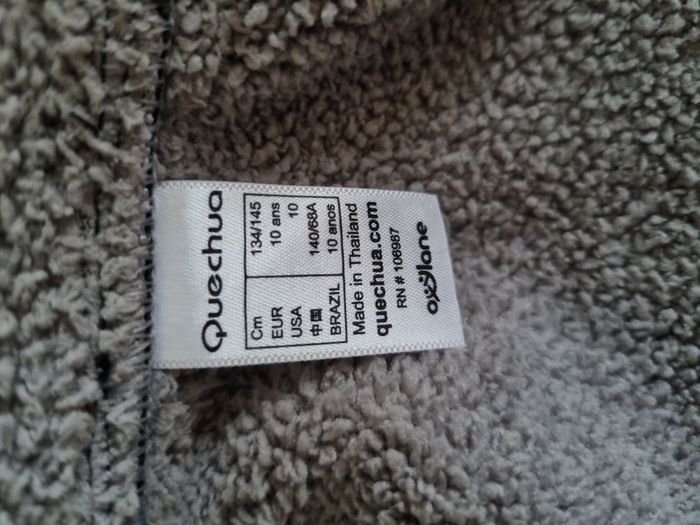 Quechua
Cm 134/145
EUR 10 ans
USA 10
中国 140/68A
BRAZIL 10 anos
Made in Thailand
quechua.com
RN # 106987
oxylane